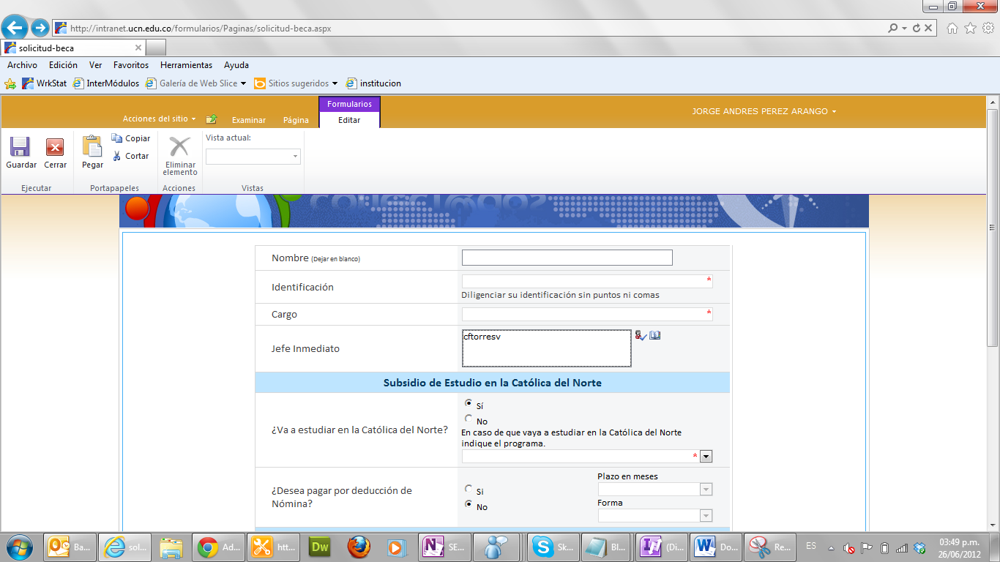 http://intranet.ucn.edu.co/formularios/Paginas/solicitud-beca.aspx
solicitud-beca
Archivo Edición Ver Favoritos Herramientas Ayuda
WrkStat InterMódulos Galería de Web Slice Sitios sugeridos institucion
Formularios
Acciones del sitio Examinar Página Editar
JORGE ANDRES PEREZ ARANGO
Guardar Cerrar Pegar Copiar Cortar Eliminar elemento
Vista actual:
Ejecutar Portapapeles Acciones Vistas
Nombre (Dejar en blanco)
Identificación *
Diligenciar su identificación sin puntos ni comas
Cargo *
Jefe Inmediato cftorresv
Subsidio de Estudio en la Católica del Norte
¿Va a estudiar en la Católica del Norte?
Sí
No
En caso de que vaya a estudiar en la Católica del Norte
indique el programa.
*
¿Desea pagar por deducción de
Nómina?
Si
No
Plazo en meses
Forma
Ba... sol... Ad... htt... Dw SE... Sk... Bl... (Di... Do... Re... ES
03:49 p.m.
26/06/2012